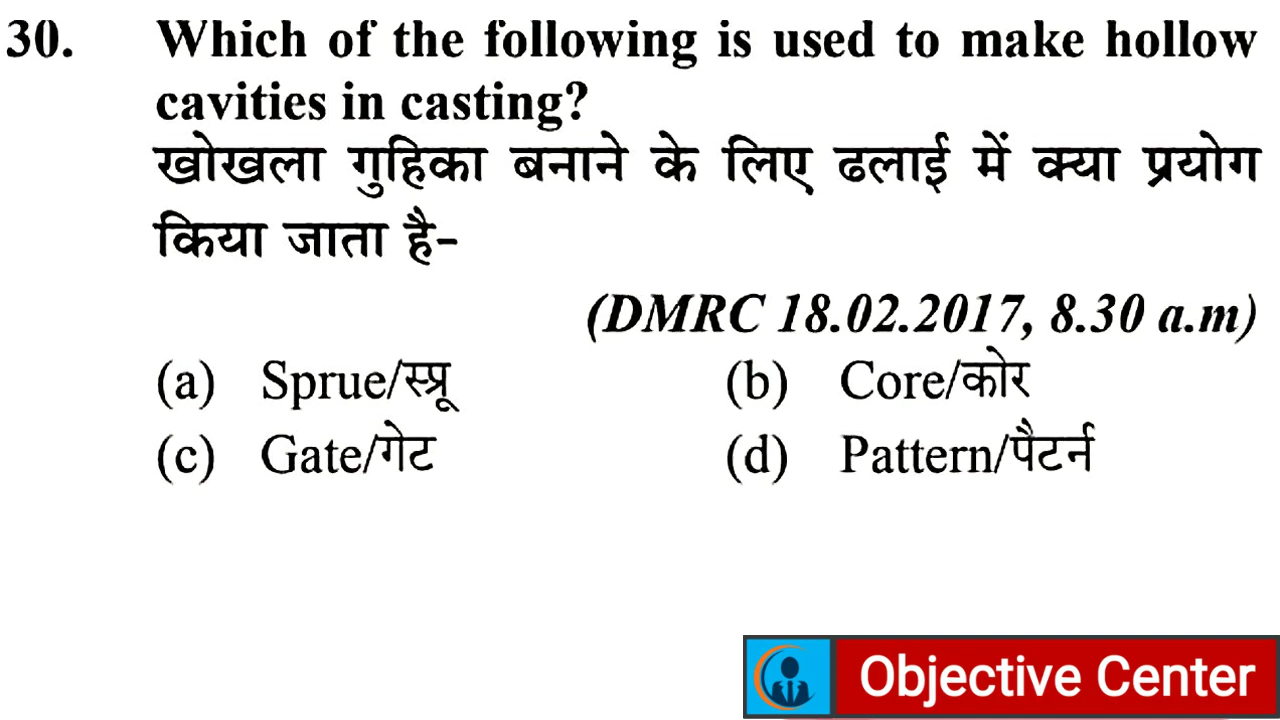 30. Which of the following is used to make hollow
cavities in casting?
खोखला गुहिका बनाने के लिए ढलाई में क्या प्रयोग
किया जाता है-
(DMRC 18.02.2017, 8.30 a.m)
(a) Sprue/स्प्रू (b) Core/कोर
(c) Gate/गेट (d) Pattern/पैटर्न
Objective Center